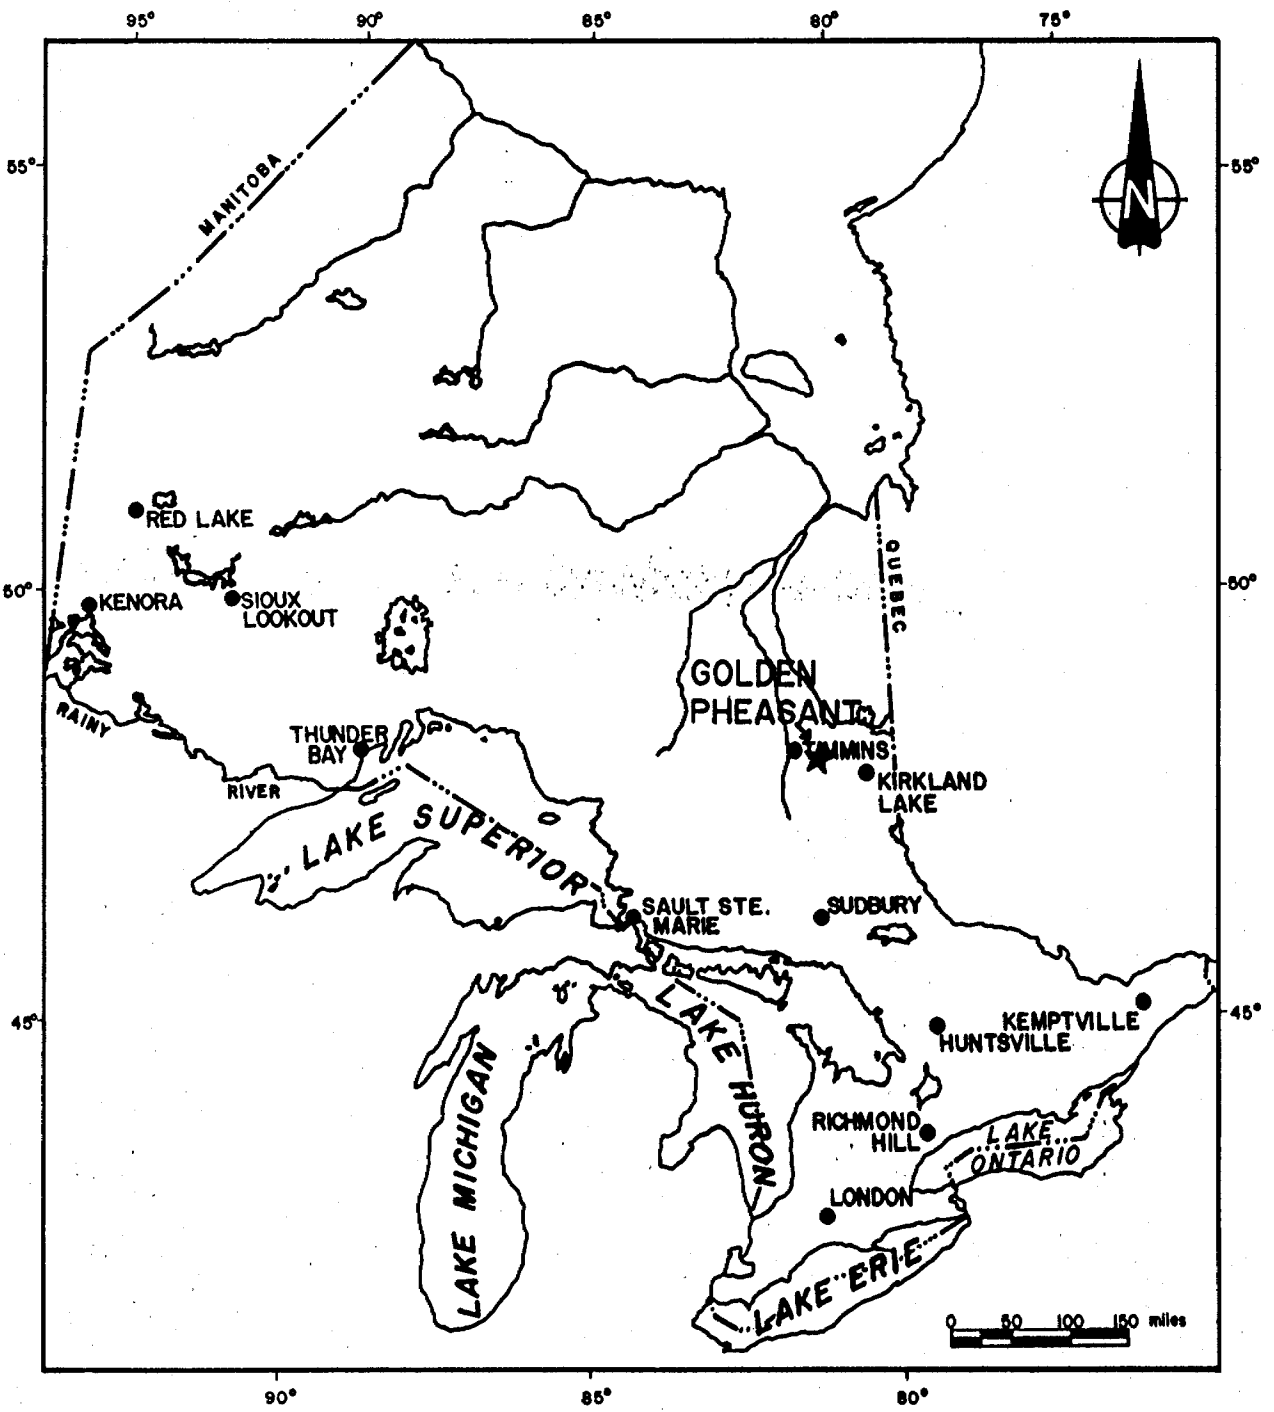 95° 90° 85° 80° 75°
55° 55°
N
MANITOBA
RED LAKE
QUEBEC
50° 50°
KENORA
SIOUX
LOOKOUT
GOLDEN
PHEASANT
RAINY
THUNDER
BAY
TIMMINS
RIVER
KIRKLAND
LAKE
LAKE SUPERIOR
SAULT STE.
MARIE
SUDBURY
LAKE HURON
45° 45°
KEMPTVILLE
HUNTSVILLE
LAKE MICHIGAN
RICHMOND
HILL
LAKE
ONTARIO
LONDON
LAKE ERIE
0 50 100 150 miles
90° 85° 80°